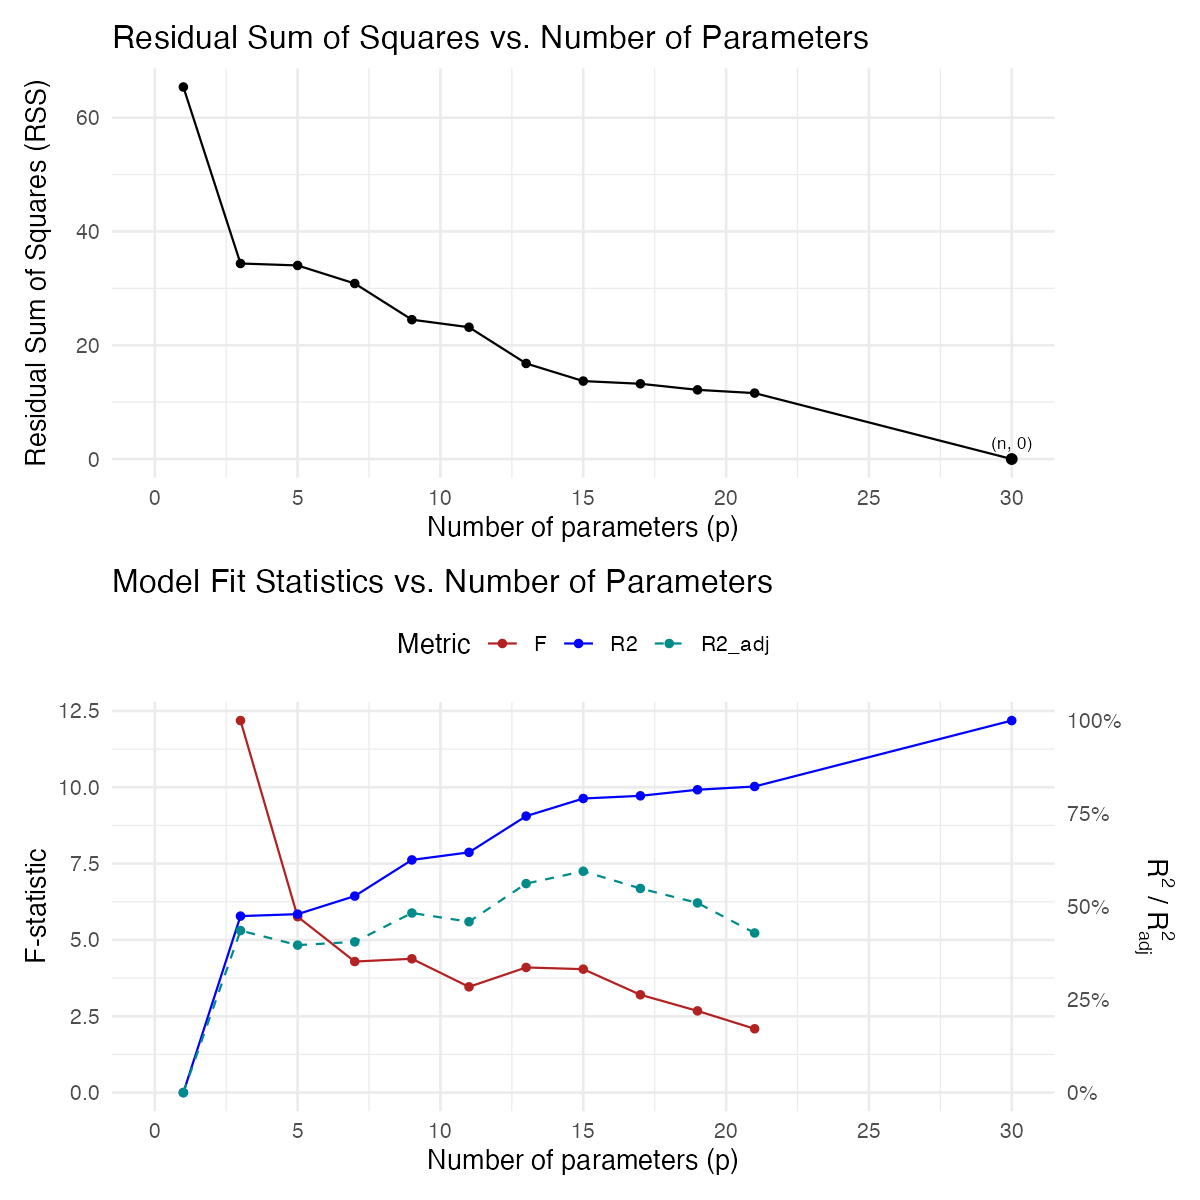 Residual Sum of Squares vs. Number of Parameters
Residual Sum of Squares (RSS)
60
40
20
0
(n, 0)
0 5 10 15 20 25 30
Number of parameters (p)
Model Fit Statistics vs. Number of Parameters
Metric F R2 R2_adj
F-statistic
12.5
10.0
7.5
5.0
2.5
0.0
100%
75%
50%
25%
0%
R² / R²adj
0 5 10 15 20 25 30
Number of parameters (p)